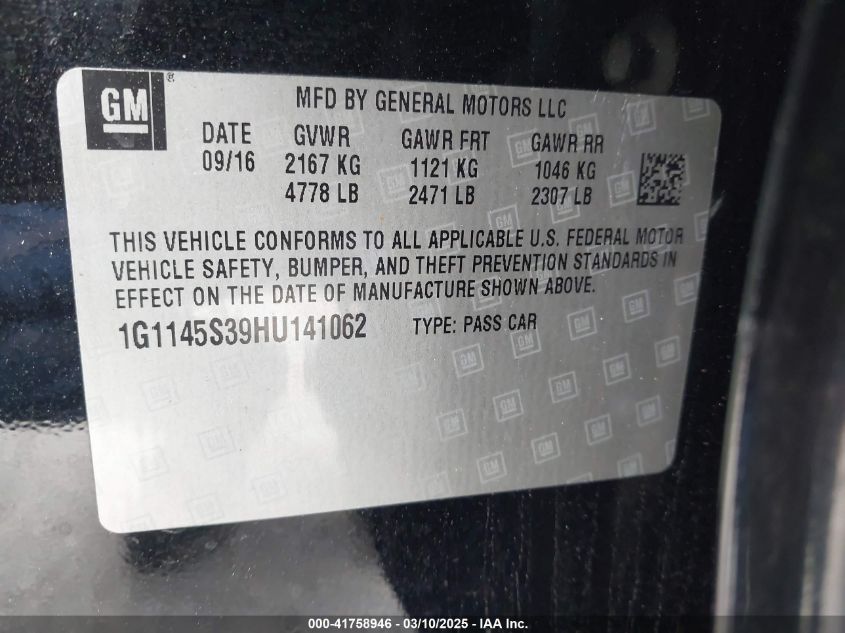 GM®
MFD BY GENERAL MOTORS LLC
DATE GVWR GAWR FRT GAWR RR
09/16 2167 KG 1121 KG 1046 KG
4778 LB 2471 LB 2307 LB
THIS VEHICLE CONFORMS TO ALL APPLICABLE U.S. FEDERAL MOTOR
VEHICLE SAFETY, BUMPER, AND THEFT PREVENTION STANDARDS IN
EFFECT ON THE DATE OF MANUFACTURE SHOWN ABOVE.
1G1145S39HU141062 TYPE: PASS CAR
000-41758946 - 03/10/2025 - IAA Inc.